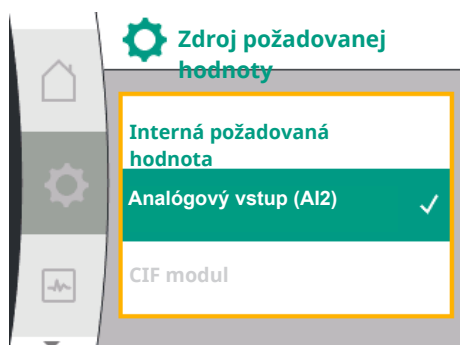 Zdroj požadovanej
hodnoty
Interná požadovaná
hodnota
Analógový vstup (AI2)
CIF modul